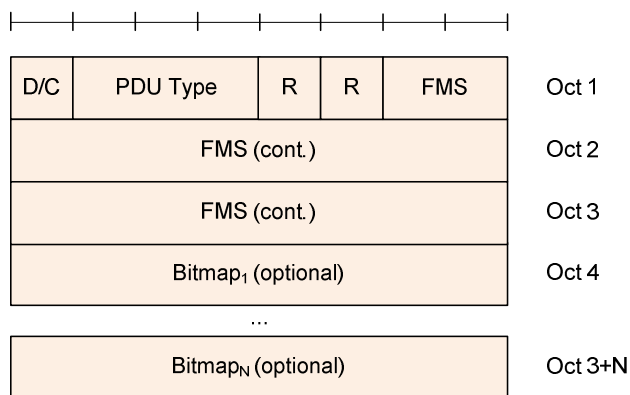 D/C PDU Type R R FMS Oct 1
FMS (cont.) Oct 2
FMS (cont.) Oct 3
Bitmap₁ (optional) Oct 4
...
Bitmap_N (optional) Oct 3+N